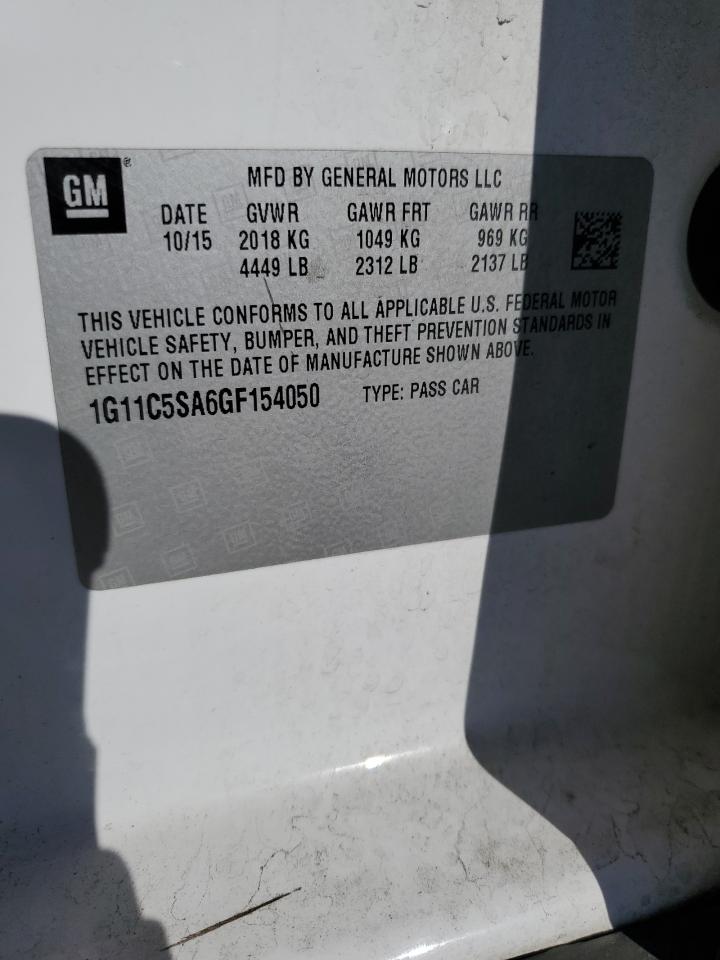 GM®
MFD BY GENERAL MOTORS LLC
DATE GVWR GAWR FRT GAWR RR
10/15 2018 KG 1049 KG 969 KG
4449 LB 2312 LB 2137 LB
THIS VEHICLE CONFORMS TO ALL APPLICABLE U.S. FEDERAL MOTOR
VEHICLE SAFETY, BUMPER, AND THEFT PREVENTION STANDARDS IN
EFFECT ON THE DATE OF MANUFACTURE SHOWN ABOVE.
1G11C5SA6GF154050 TYPE: PASS CAR